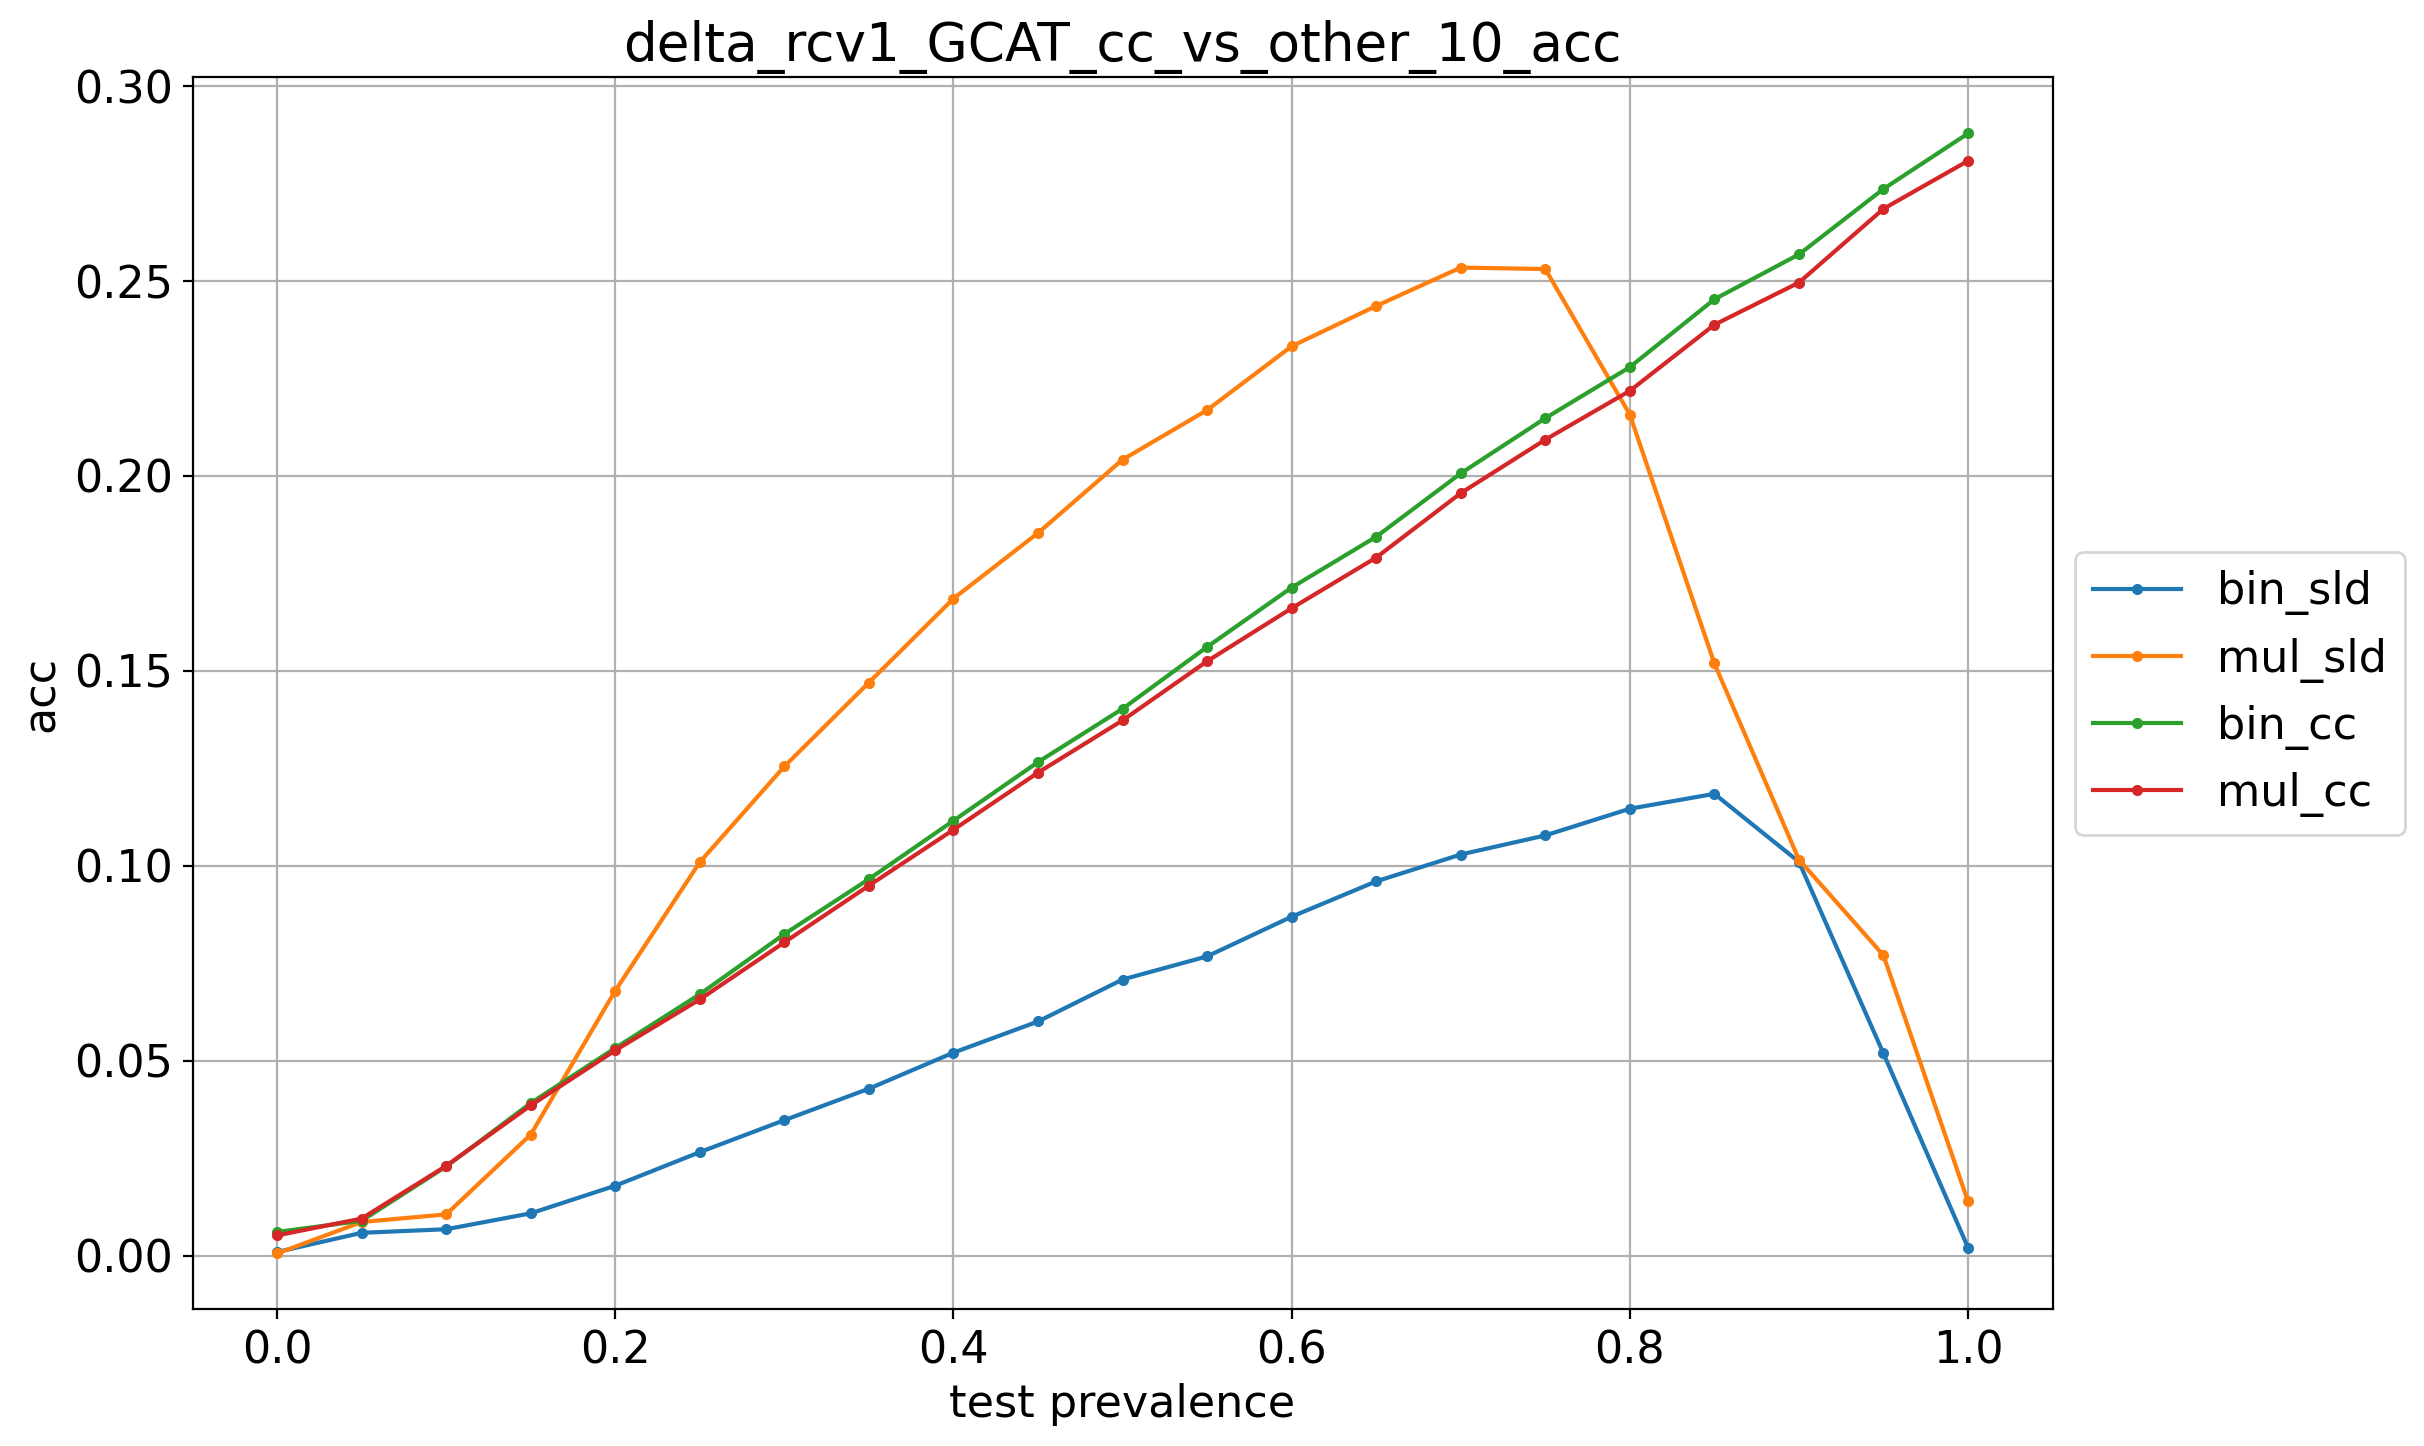 delta_rcv1_GCAT_cc_vs_other_10_acc
0.30
0.25
0.20
0.15
0.10
0.05
0.00
acc
0.0 0.2 0.4 0.6 0.8 1.0
test prevalence
bin_sld
mul_sld
bin_cc
mul_cc